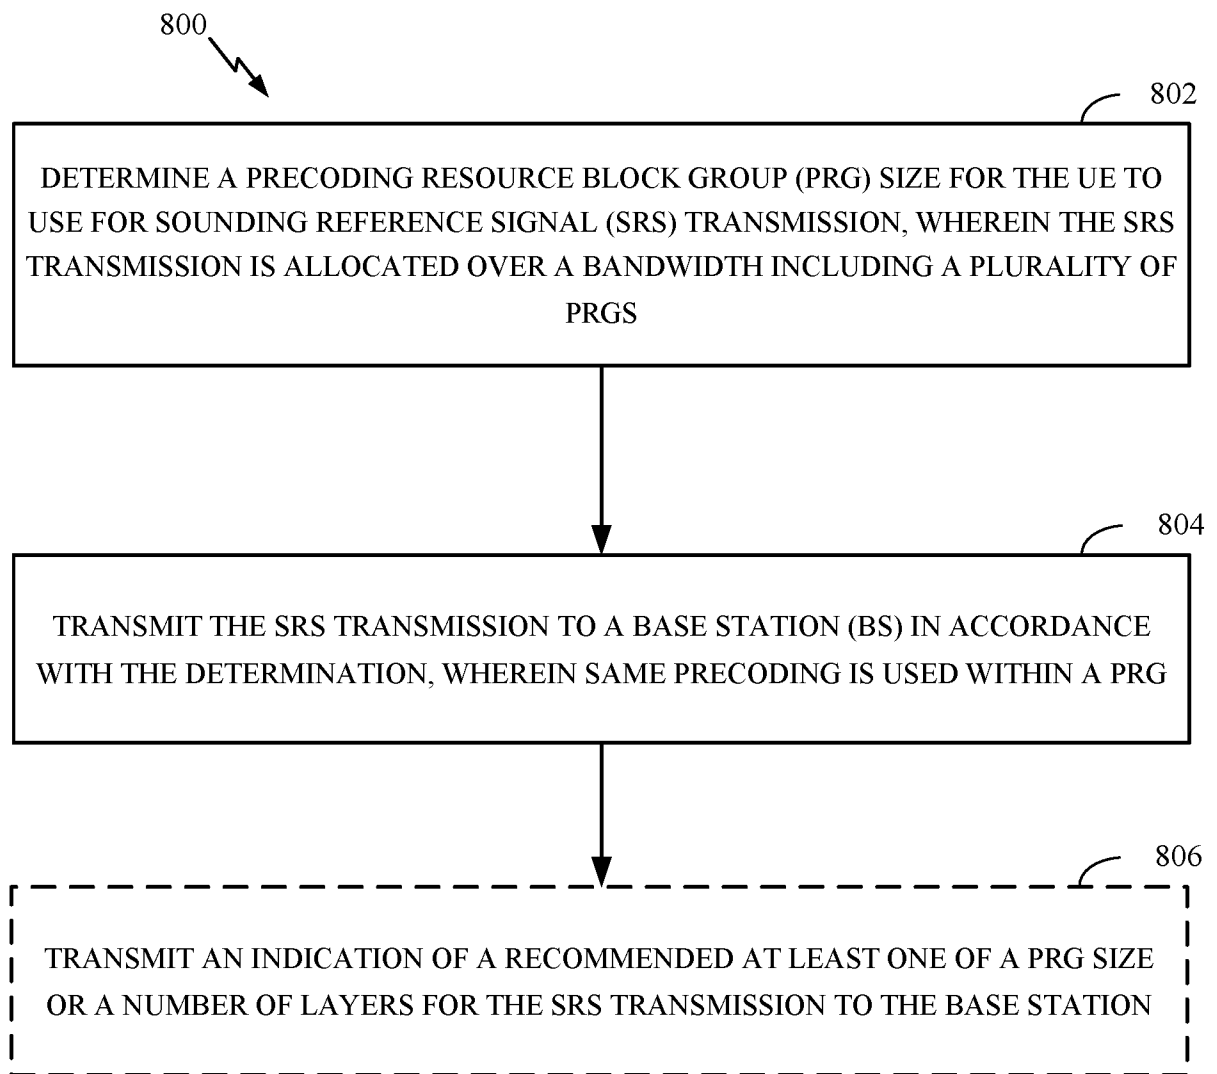 800
802
DETERMINE A PRECODING RESOURCE BLOCK GROUP (PRG) SIZE FOR THE UE TO
USE FOR SOUNDING REFERENCE SIGNAL (SRS) TRANSMISSION, WHEREIN THE SRS
TRANSMISSION IS ALLOCATED OVER A BANDWIDTH INCLUDING A PLURALITY OF
PRGS
804
TRANSMIT THE SRS TRANSMISSION TO A BASE STATION (BS) IN ACCORDANCE
WITH THE DETERMINATION, WHEREIN SAME PRECODING IS USED WITHIN A PRG
806
TRANSMIT AN INDICATION OF A RECOMMENDED AT LEAST ONE OF A PRG SIZE
OR A NUMBER OF LAYERS FOR THE SRS TRANSMISSION TO THE BASE STATION